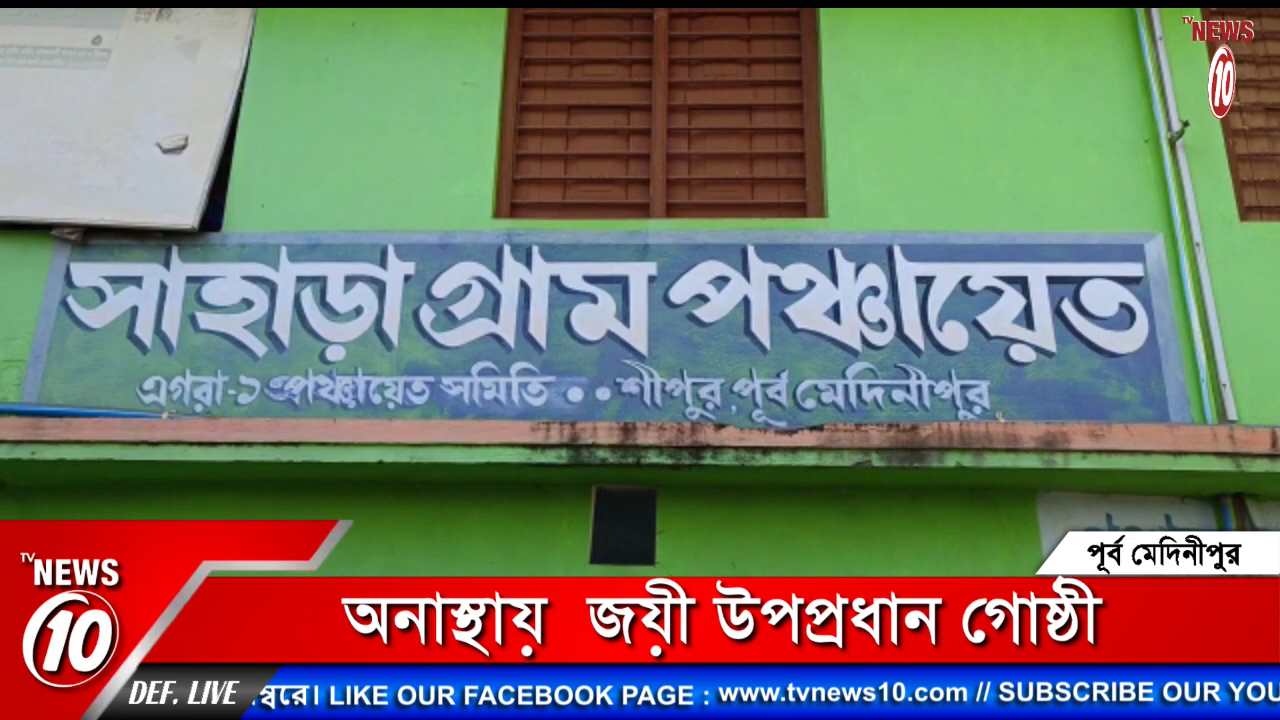 TV NEWS
10
সাহাড়া গ্রাম পঞ্চায়েত
এগরা-১ পঞ্চায়েত সমিতি • • শীপুর, পূর্ব মেদিনীপুর
পূর্ব মেদিনীপুর
TV NEWS
10
অনাস্থায় জয়ী উপপ্রধান গোষ্ঠী
DEF. LIVE
ম্বরে। LIKE OUR FACEBOOK PAGE : www.tvnews10.com // SUBSCRIBE OUR YOU